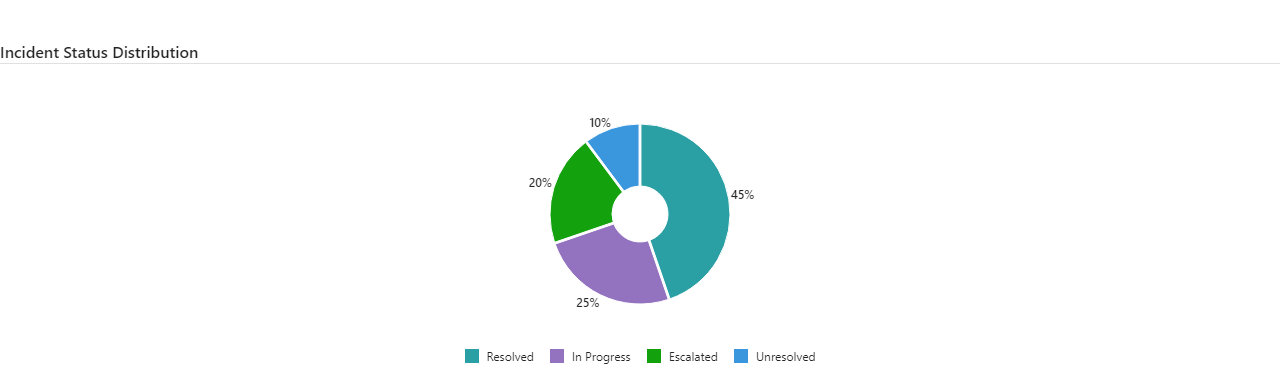 Incident Status Distribution
10%
20%
45%
25%
Resolved In Progress Escalated Unresolved